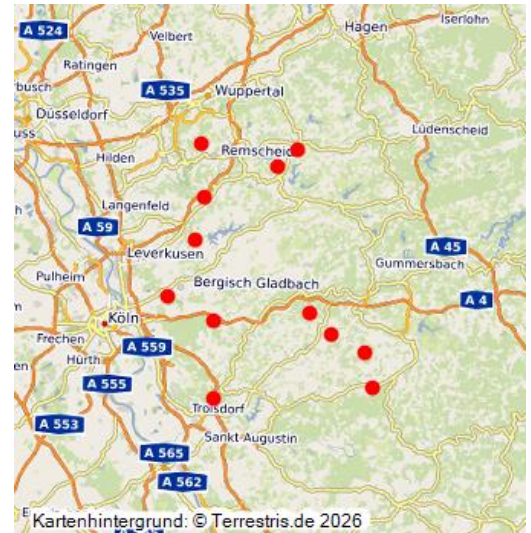 A 524
Velbert
Hagen
Iserlohn
Ratingen
A 535
Wuppertal
Düsseldorf
Lüdenscheid
Hilden
Remscheid
Langenfeld
A 59
Leverkusen
A 45
Gummersbach
Pulheim
Bergisch Gladbach
A 4
Köln
Frechen
A 559
Hürth
A 555
Troisdorf
A 553
Sankt Augustin
A 565
A 562
Kartenhintergrund: © Terrestris.de 2026